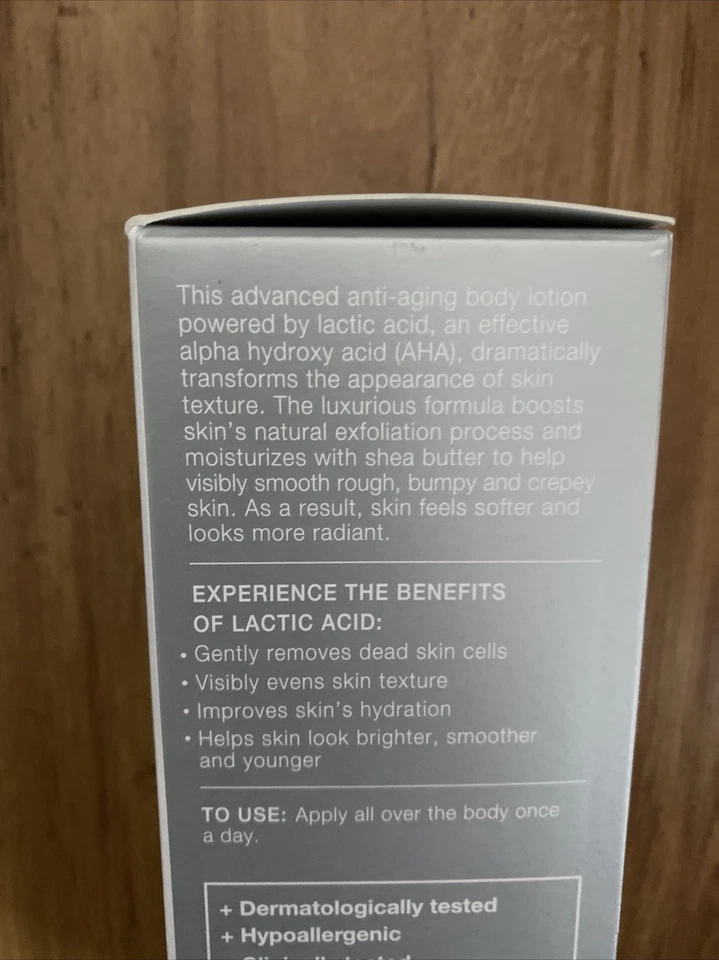 This advanced anti-aging body lotion
powered by lactic acid, an effective
alpha hydroxy acid (AHA), dramatically
transforms the appearance of skin
texture. The luxurious formula boosts
skin's natural exfoliation process and
moisturizes with shea butter to help
visibly smooth rough, bumpy and crepey
skin. As a result, skin feels softer and
looks more radiant.
EXPERIENCE THE BENEFITS
OF LACTIC ACID:
• Gently removes dead skin cells
• Visibly evens skin texture
• Improves skin's hydration
• Helps skin look brighter, smoother
and younger
TO USE: Apply all over the body once
a day.
+ Dermatologically tested
+ Hypoallergenic